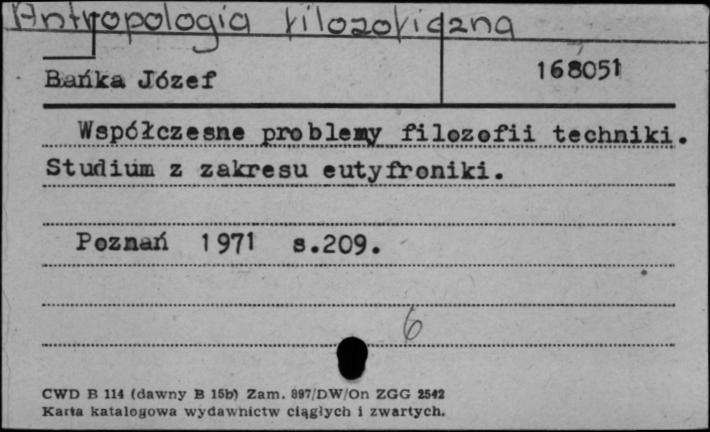 Antropologia filozoficzna
Bańka Józef
168051
Współczesne problemy filozofii techniki.
Studium z zakresu eutyfroniki.
Poznań 1971 s.209.
6
CWD B 114 (dawny B 15b) Zam. 897/DW/On ZGG 2542
Karta katalogowa wydawnictw ciągłych i zwartych.